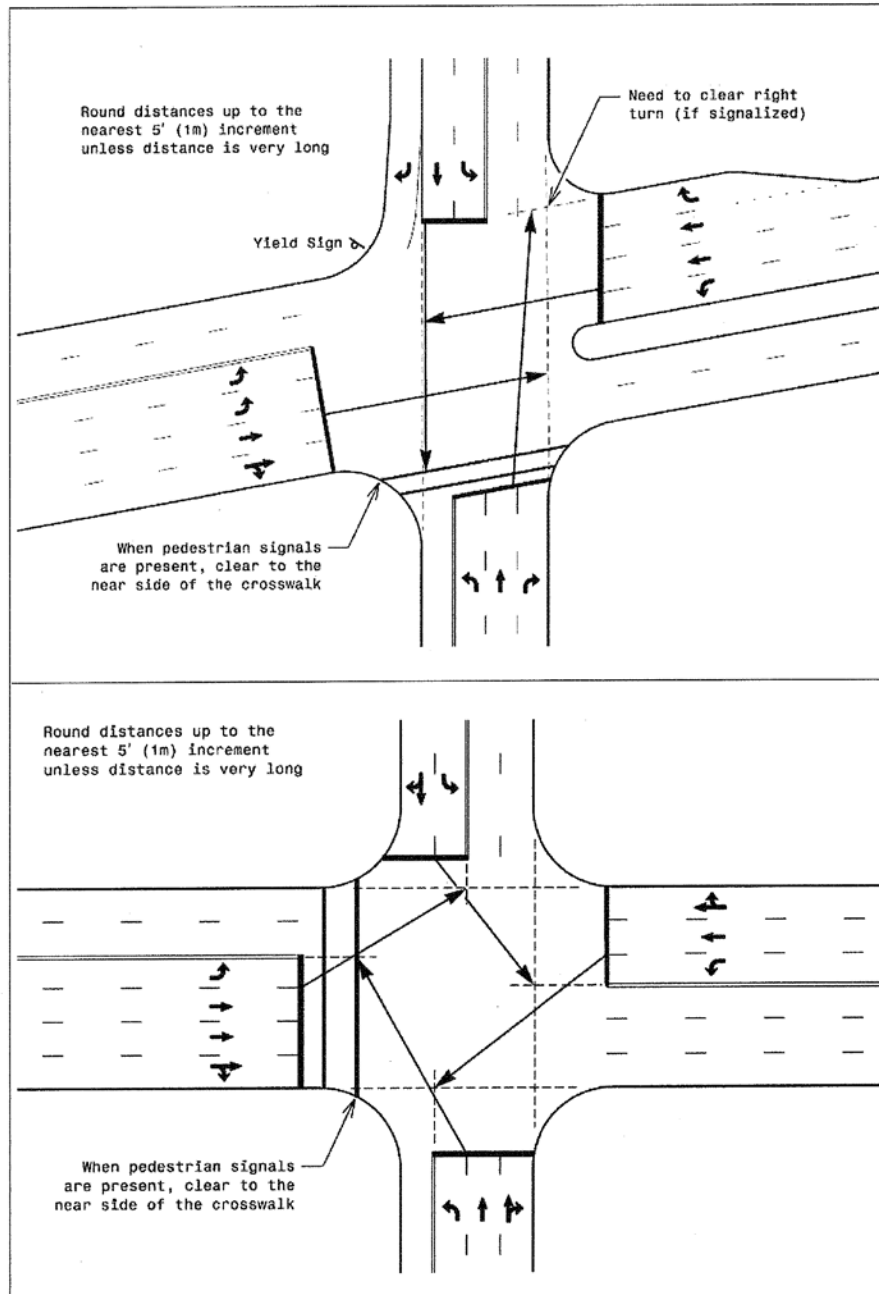 Round distances up to the
nearest 5' (1m) increment
unless distance is very long
Need to clear right
turn (if signalized)
Yield Sign
When pedestrian signals
are present, clear to the
near side of the crosswalk
Round distances up to the
nearest 5' (1m) increment
unless distance is very long
When pedestrian signals
are present, clear to the
near side of the crosswalk